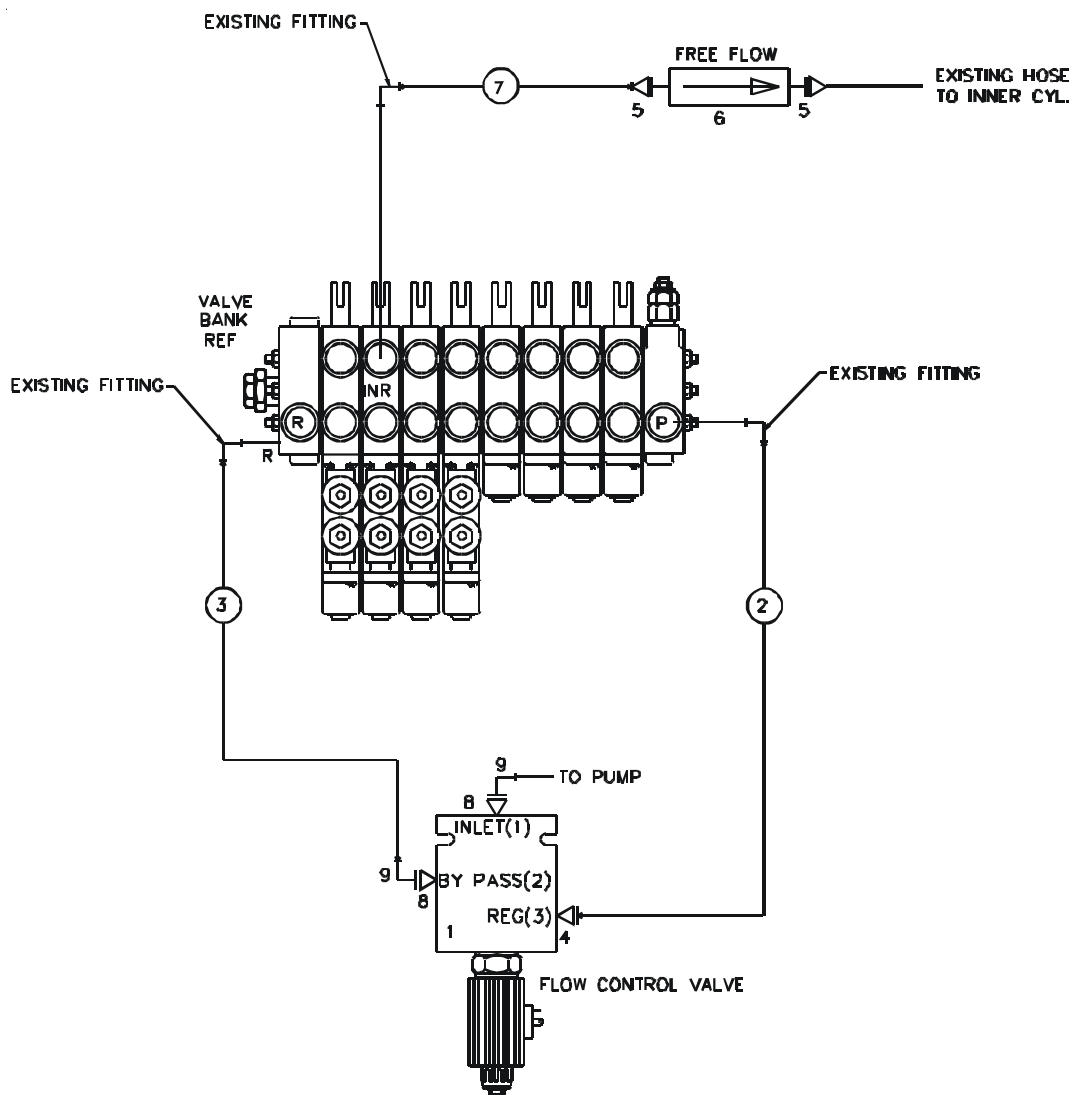 EXISTING FITTING
FREE FLOW
7
5
6
5
EXISTING HOSE
TO INNER CYL.
VALVE
BANK
REF
EXISTING FITTING
INR
EXISTING FITTING
R
P
R
3
2
9
TO PUMP
8
INLET(1)
9
BY PASS(2)
8
REG(3)
1
4
FLOW CONTROL VALVE